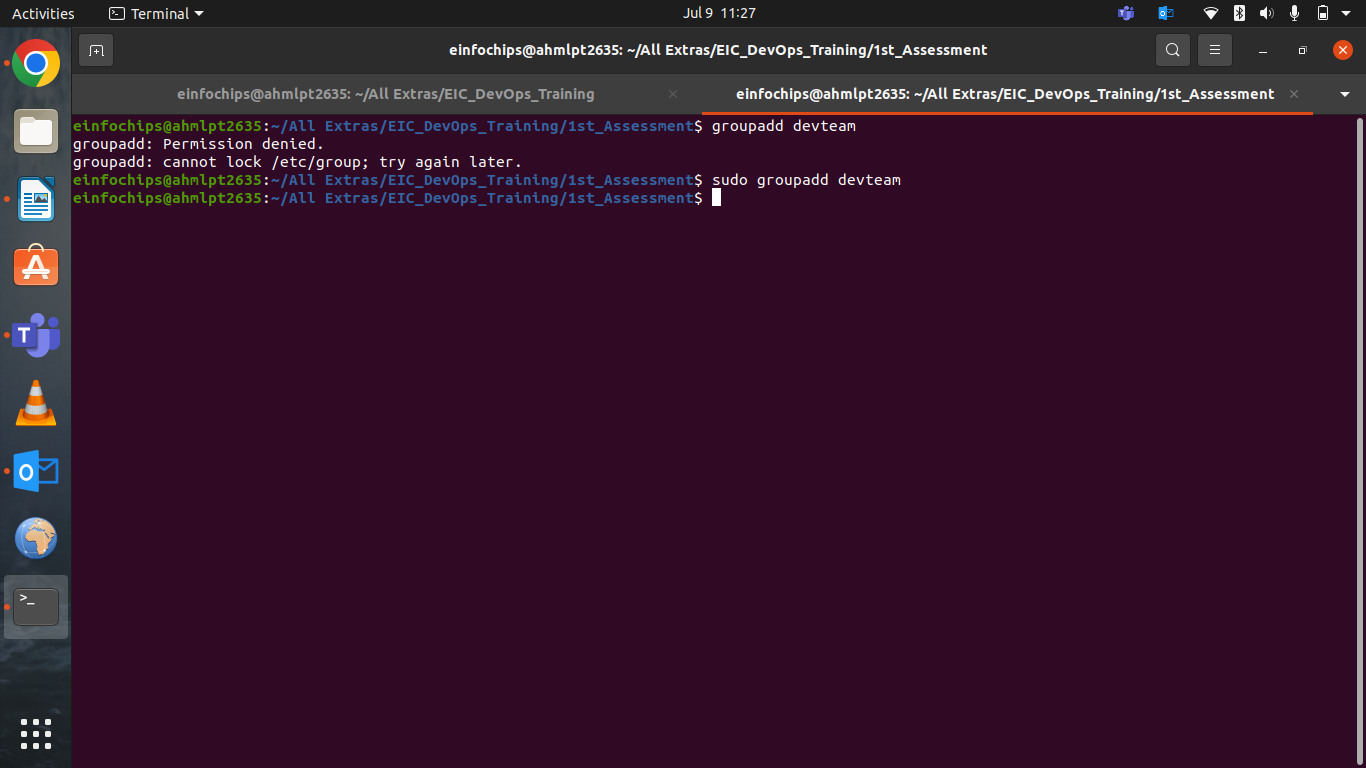 Activities
Terminal
Jul 9 11:27
einfochips@ahmlpt2635: ~/All Extras/EIC_DevOps_Training/1st_Assessment
einfochips@ahmlpt2635: ~/All Extras/EIC_DevOps_Training
einfochips@ahmlpt2635: ~/All Extras/EIC_DevOps_Training/1st_Assessment
einfochips@ahmlpt2635:~/All Extras/EIC_DevOps_Training/1st_Assessment$ groupadd devteam
groupadd: Permission denied.
groupadd: cannot lock /etc/group; try again later.
einfochips@ahmlpt2635:~/All Extras/EIC_DevOps_Training/1st_Assessment$ sudo groupadd devteam
einfochips@ahmlpt2635:~/All Extras/EIC_DevOps_Training/1st_Assessment$